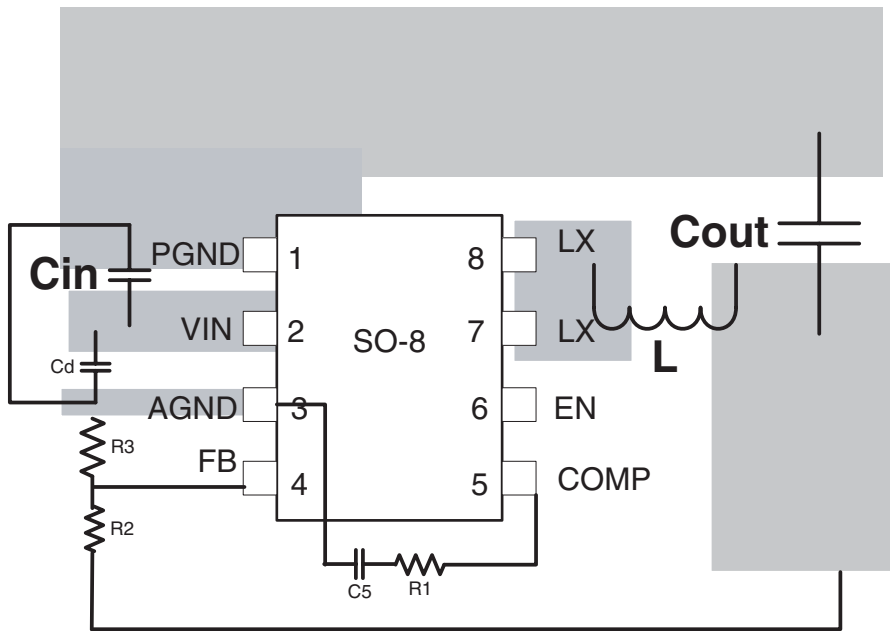 Cout
LX
PGND
1
8
Cin
VIN
2
SO-8
7
LX
L
Cd
AGND
3
6
EN
R3
FB
4
5
COMP
R2
C5
R1